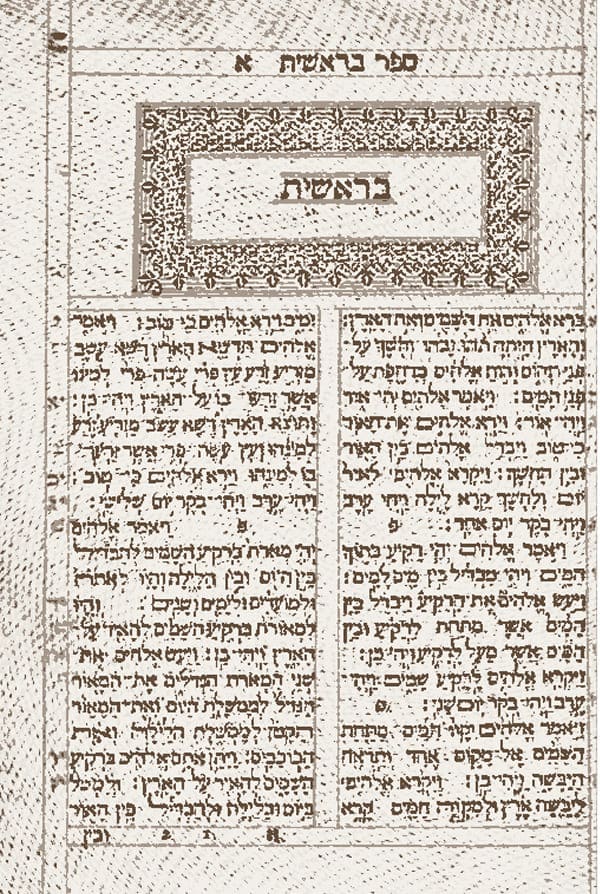 ספר בראשית א
בראשית
ברא אלהים את השמים ואת הארץ:
והארץ היתה תהו ובהו וחשך על־
פני תהום ורוח אלהים מרחפת על־
פני המים: ויאמר אלהים יהי אור
ויהי אור: וירא אלהים את האור
כי טוב ויבדל אלהים בין האור
ובין החשך: ויקרא אלהים לאור
יום ולחשך קרא לילה ויהי ערב
ויהי בקר יום אחד: פ
ויאמר אלהים יהי רקיע בתוך
המים ויהי מבדיל בין מים למים:
ויעש אלהים את הרקיע ויבדל בין
המים אשר מתחת לרקיע ובין
המים אשר מעל לרקיע ויהי כן:
ויקרא אלהים לרקיע שמים ויהי
ערב ויהי בקר יום שני: פ
ויאמר אלהים יקוו המים מתחת
השמים אל מקום אחד ותראה
היבשה ויהי כן: ויקרא אלהים
ליבשה ארץ ולמקוה המים קרא
ימים וירא אלהים כי טוב: ויאמר
אלהים תדשא הארץ דשא עשב
מזריע זרע עץ פרי עשה פרי למינו
אשר זרעו בו על הארץ ויהי כן:
ותוצא הארץ דשא עשב מזריע זרע
למינהו ועץ עשה פרי אשר זרעו
בו למינהו וירא אלהים כי טוב:
ויהי ערב ויהי בקר יום שלישי:
פ ויאמר אלהים
יהי מארת ברקיע השמים להבדיל
בין היום ובין הלילה והיו לאתת
ולמועדים ולימים ושנים: והיו
למאורת ברקיע השמים להאיר על־
הארץ ויהי כן: ויעש אלהים את־
שני המארת הגדלים את המאור
הגדל לממשלת היום ואת המאור
הקטן לממשלת הלילה ואת
הכוכבים: ויתן אתם אלהים ברקיע
השמים להאיר על הארץ: ולמשל
ביום ובלילה ולהבדיל בין האור
ובין